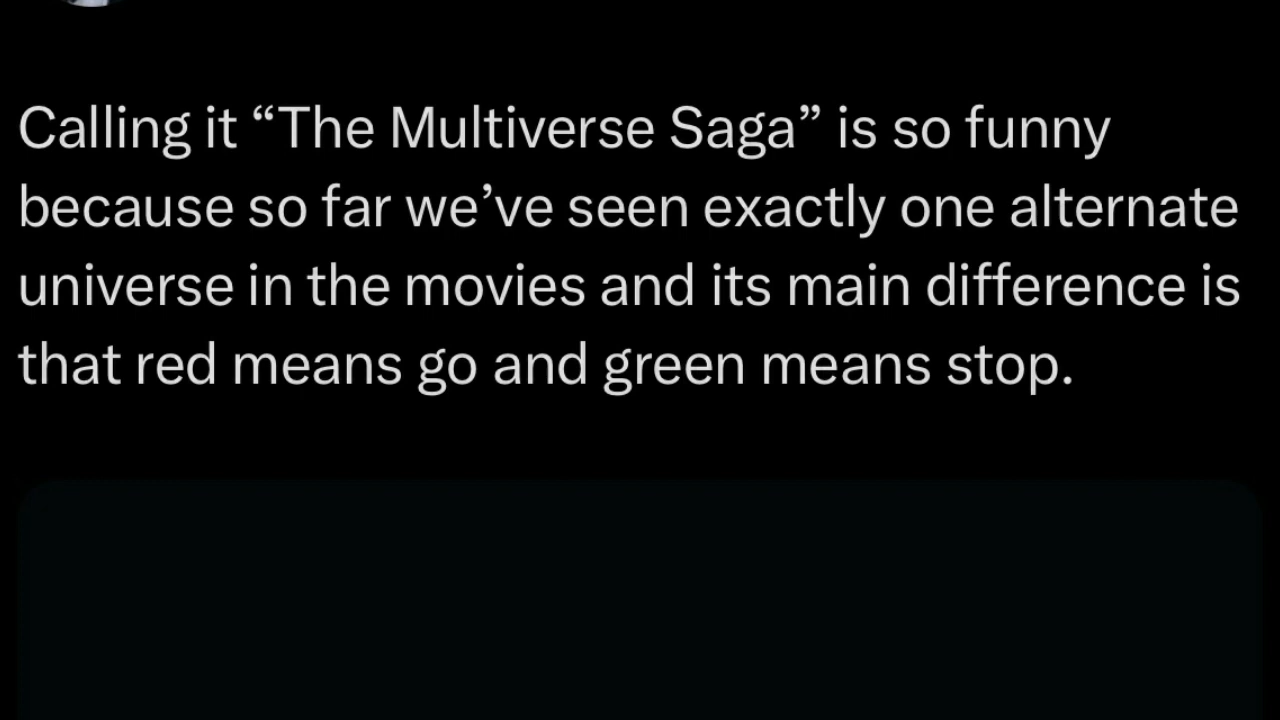 Calling it “The Multiverse Saga” is so funny
because so far we’ve seen exactly one alternate
universe in the movies and its main difference is
that red means go and green means stop.